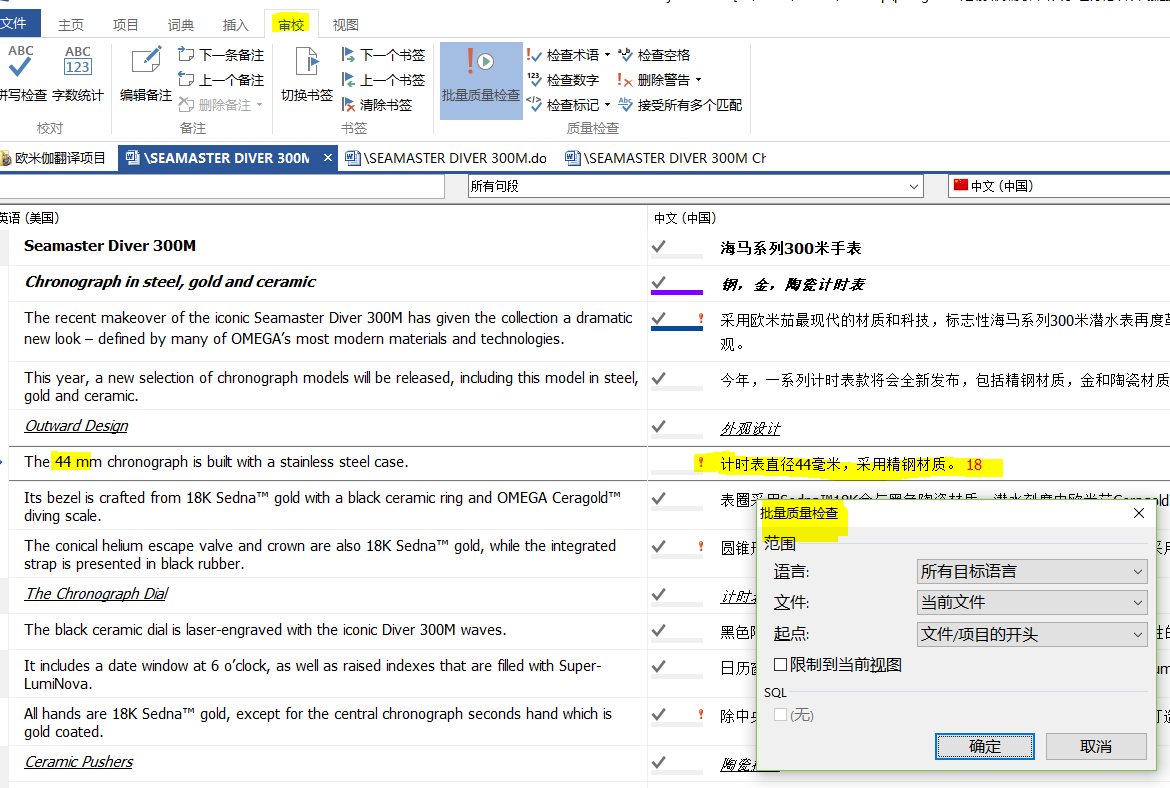 文件 主页 项目 词典 插入 审校 视图
ABC ABC 下一条备注 下一个书签 检查术语 检查空格
123 上一个备注 上一个书签 检查数字 删除警告
拼写检查 字数统计 编辑备注 删除备注 切换书签 清除书签 批量质量检查 检查标记 接受所有多个匹配
校对 备注 书签 质量检查
欧米伽翻译项目 \SEAMASTER DIVER 300M \SEAMASTER DIVER 300M.do \SEAMASTER DIVER 300M Ch
所有句段 中文 (中国)
英语 (美国) 中文 (中国)
Seamaster Diver 300M 海马系列300米手表
Chronograph in steel, gold and ceramic 钢，金，陶瓷计时表
The recent makeover of the iconic Seamaster Diver 300M has given the collection a dramatic 采用欧米茄最现代的材质和科技，标志性海马系列300米潜水表再度
new look – defined by many of OMEGA’s most modern materials and technologies. 观。
This year, a new selection of chronograph models will be released, including this model in steel, 今年，一系列计时表款将会全新发布，包括精钢材质，金和陶瓷材质
gold and ceramic.
Outward Design 外观设计
The 44 mm chronograph is built with a stainless steel case. 计时表直径44毫米，采用精钢材质。 18
Its bezel is crafted from 18K Sedna™ gold with a black ceramic ring and OMEGA Ceragold™ 表圈采用Sedna™18K金与黑色陶瓷材质，潜水刻度由欧米茄Ceragold
diving scale.
The conical helium escape valve and crown are also 18K Sedna™ gold, while the integrated 圆锥形
strap is presented in black rubber.
The Chronograph Dial 计时表
The black ceramic dial is laser-engraved with the iconic Diver 300M waves. 黑色陶
It includes a date window at 6 o’clock, as well as raised indexes that are filled with Super- 日历窗
LumiNova.
All hands are 18K Sedna™ gold, except for the central chronograph seconds hand which is 除中央
gold coated.
Ceramic Pushers 陶瓷
批量质量检查
范围
语言: 所有目标语言
文件: 当前文件
起点: 文件/项目的开头
限制到当前视图
SQL
(无)
确定 取消